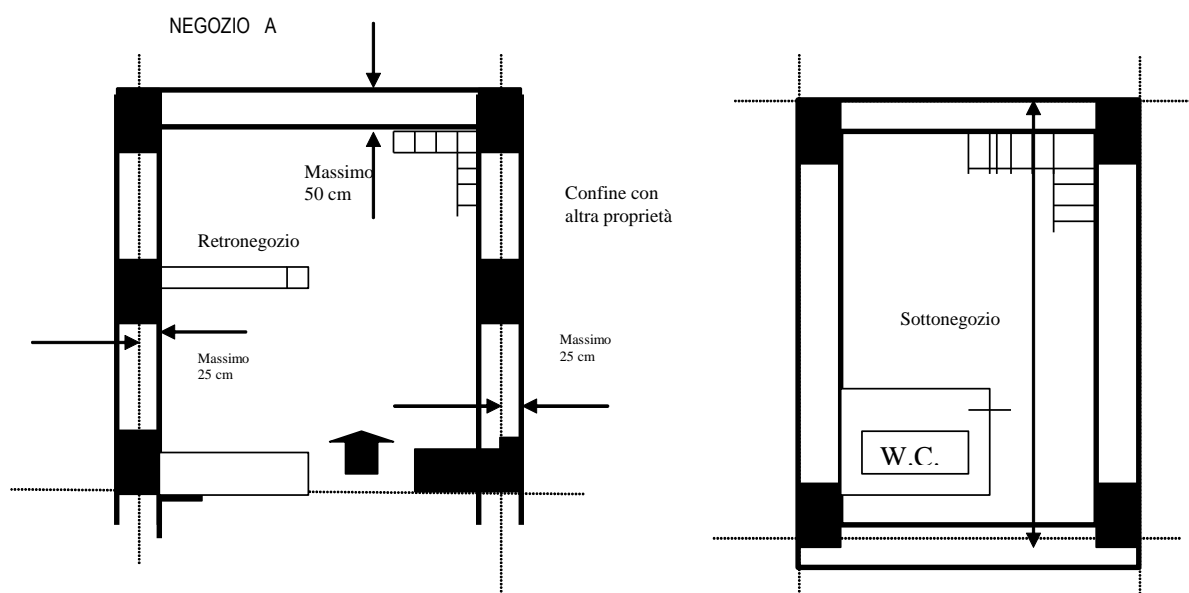 NEGOZIO A
Massimo
50 cm
Confine con
altra proprietà
Retronegozio
Massimo
25 cm
Massimo
25 cm
Sottonegozio
W.C.